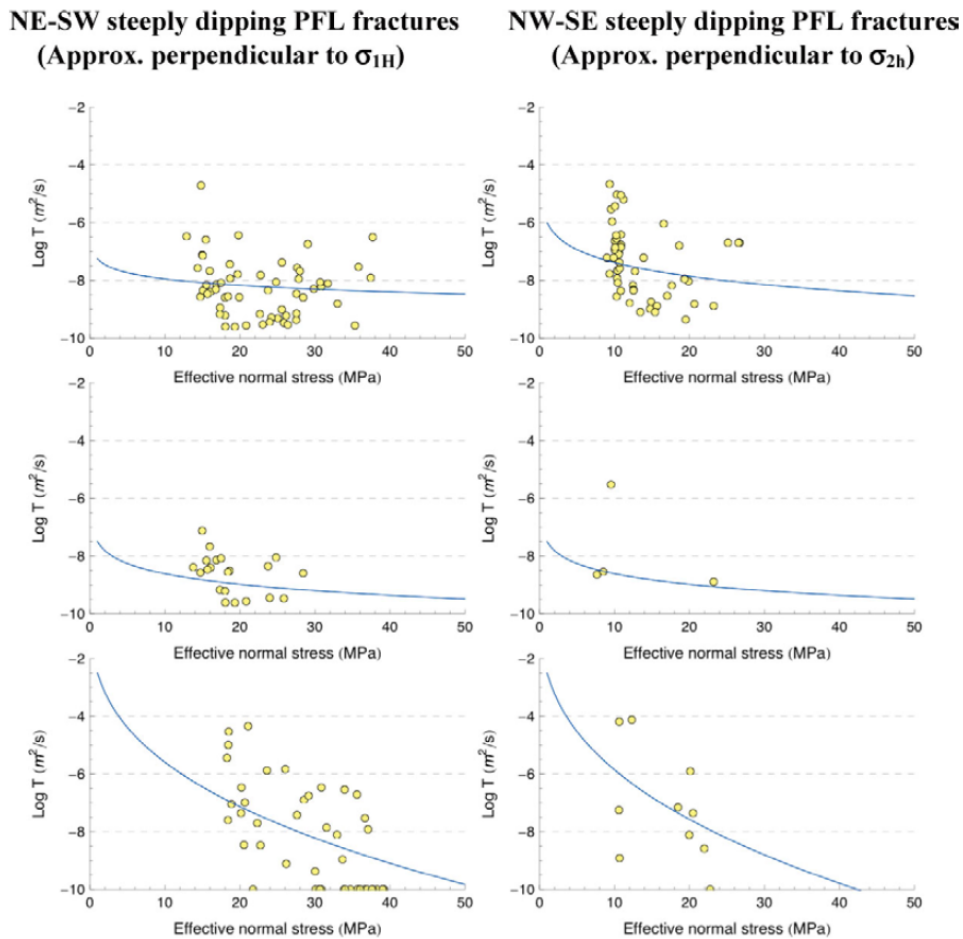 NE-SW steeply dipping PFL fractures
(Approx. perpendicular to σ1H)
NW-SE steeply dipping PFL fractures
(Approx. perpendicular to σ2h)
-2
-4
-6
-8
-10
Log T (m²/s)
0 10 20 30 40 50
Effective normal stress (MPa)
-2
-4
-6
-8
-10
Log T (m²/s)
0 10 20 30 40 50
Effective normal stress (MPa)
-2
-4
-6
-8
-10
Log T (m²/s)
0 10 20 30 40 50
Effective normal stress (MPa)
-2
-4
-6
-8
-10
Log T (m²/s)
0 10 20 30 40 50
Effective normal stress (MPa)
-2
-4
-6
-8
-10
Log T (m²/s)
0 10 20 30 40 50
Effective normal stress (MPa)
-2
-4
-6
-8
-10
Log T (m²/s)
0 10 20 30 40 50
Effective normal stress (MPa)